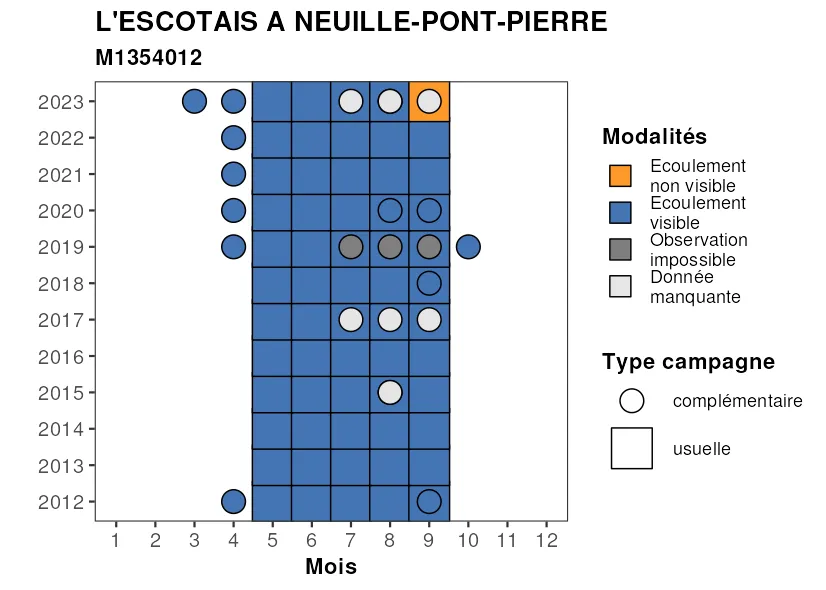 L'ESCOTAIS A NEUILLE-PONT-PIERRE
M1354012
2023
2022
2021
2020
2019
2018
2017
2016
2015
2014
2013
2012
1 2 3 4 5 6 7 8 9 10 11 12
Mois
Modalités
Ecoulement
non visible
Ecoulement
visible
Observation
impossible
Donnée
manquante
Type campagne
complémentaire
usuelle